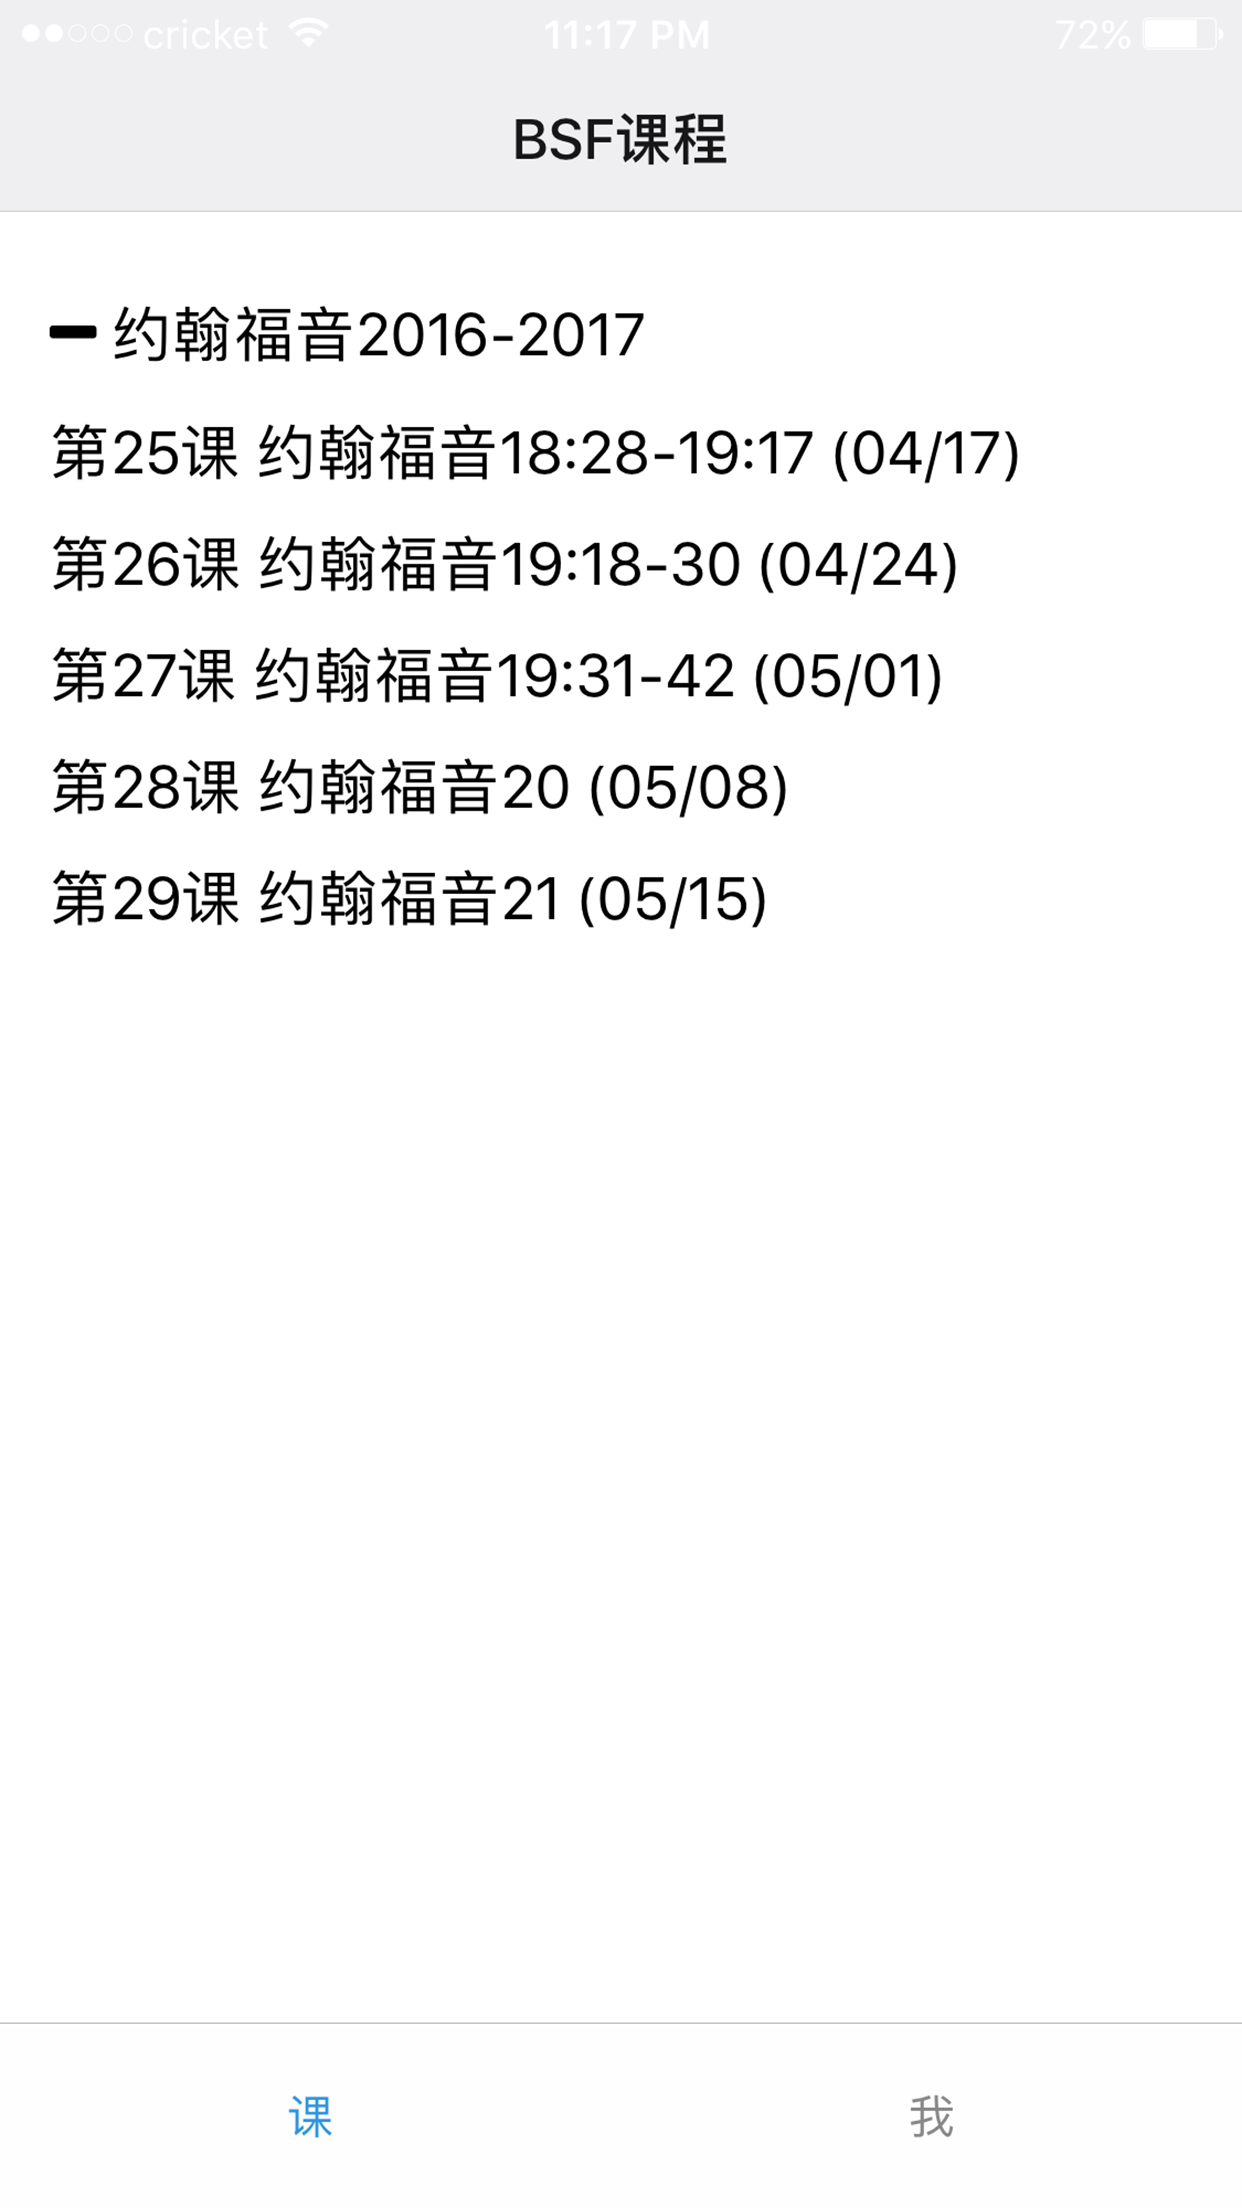 cricket 11:17 PM 72%
BSF课程
约翰福音2016-2017
第25课 约翰福音18:28-19:17 (04/17)
第26课 约翰福音19:18-30 (04/24)
第27课 约翰福音19:31-42 (05/01)
第28课 约翰福音20 (05/08)
第29课 约翰福音21 (05/15)
课 我